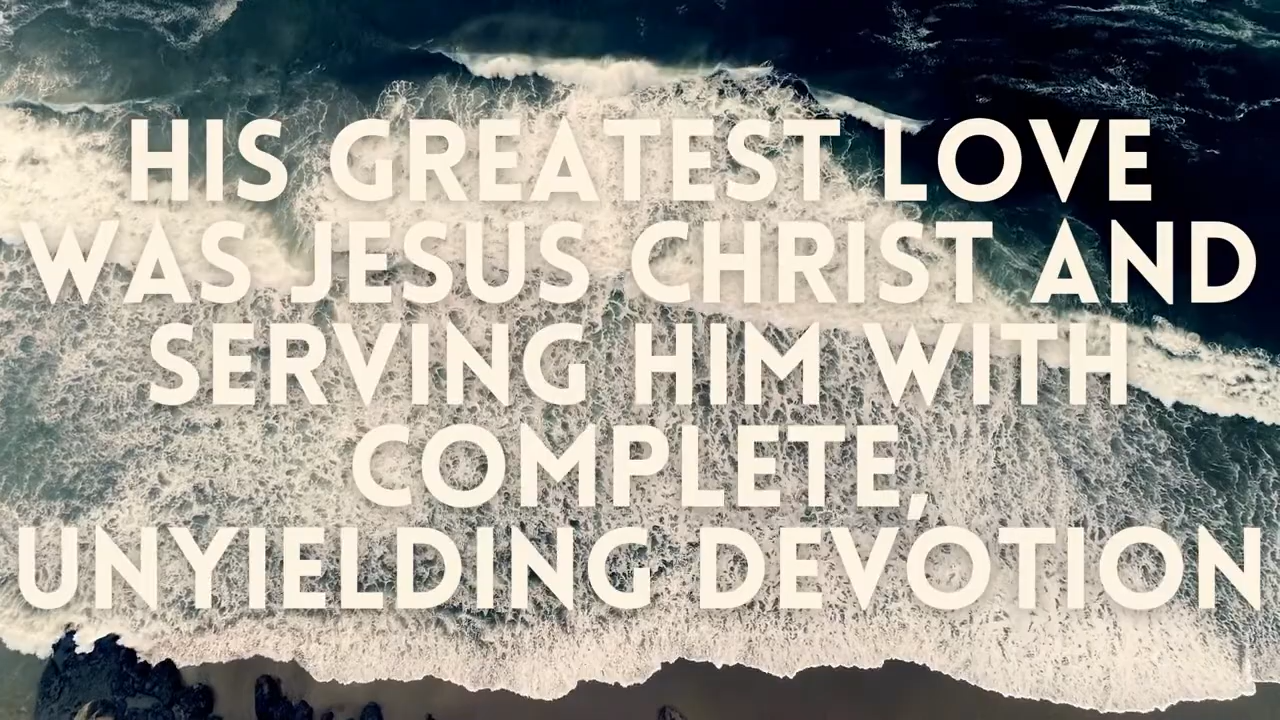 HIS GREATEST LOVE
WAS JESUS CHRIST AND
SERVING HIM WITH
COMPLETE,
UNYIELDING DEVOTION